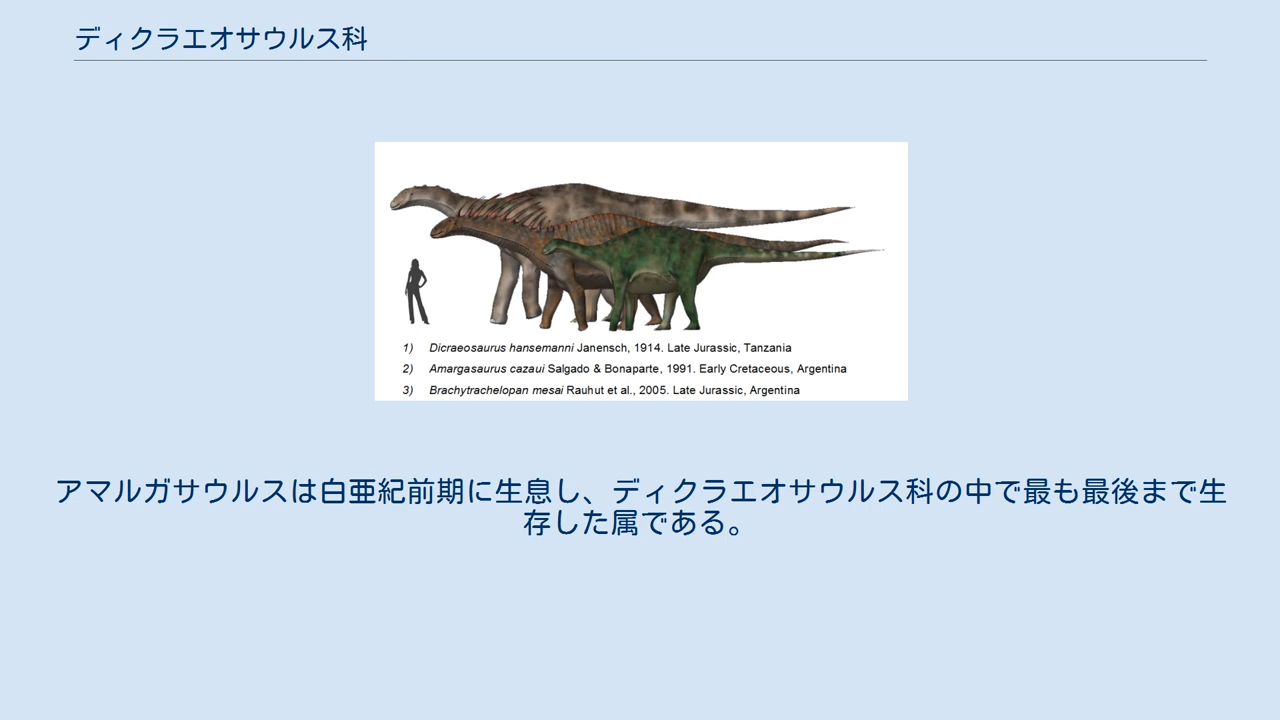 ディクラエオサウルス科
1) Dicraeosaurus hansemanni Janensch, 1914. Late Jurassic, Tanzania
2) Amargasaurus cazaui Salgado & Bonaparte, 1991. Early Cretaceous, Argentina
3) Brachytrachelopan mesai Rauhut et al., 2005. Late Jurassic, Argentina
アマルガサウルスは白亜紀前期に生息し、ディクラエオサウルス科の中で最も最後まで生
存した属である。